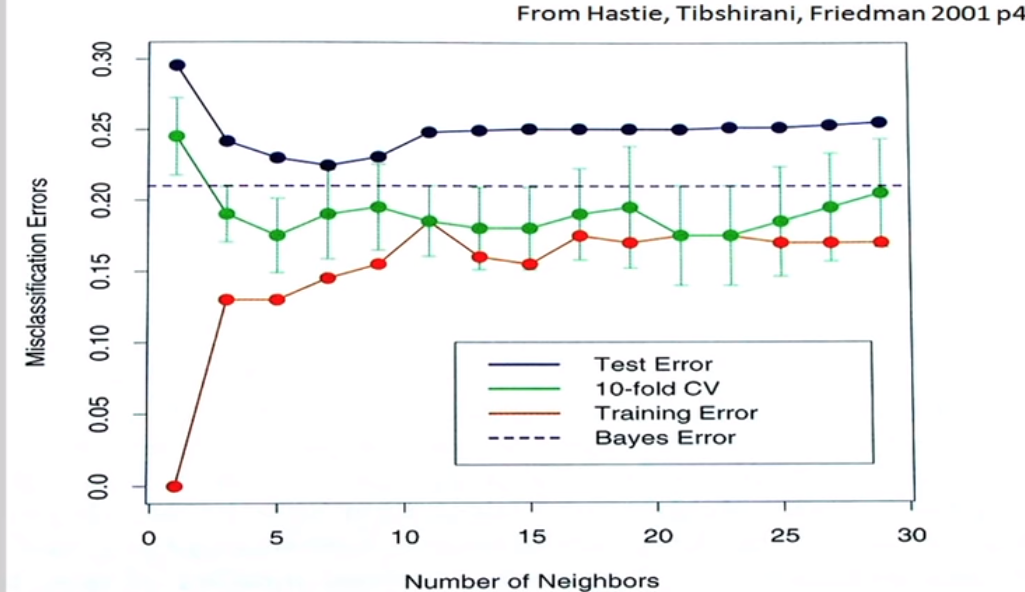 From Hastie, Tibshirani, Friedman 2001 p4
0.30
0.25
0.20
0.15
0.10
0.05
0.0
Misclassification Errors
Test Error
10-fold CV
Training Error
Bayes Error
0 5 10 15 20 25 30
Number of Neighbors